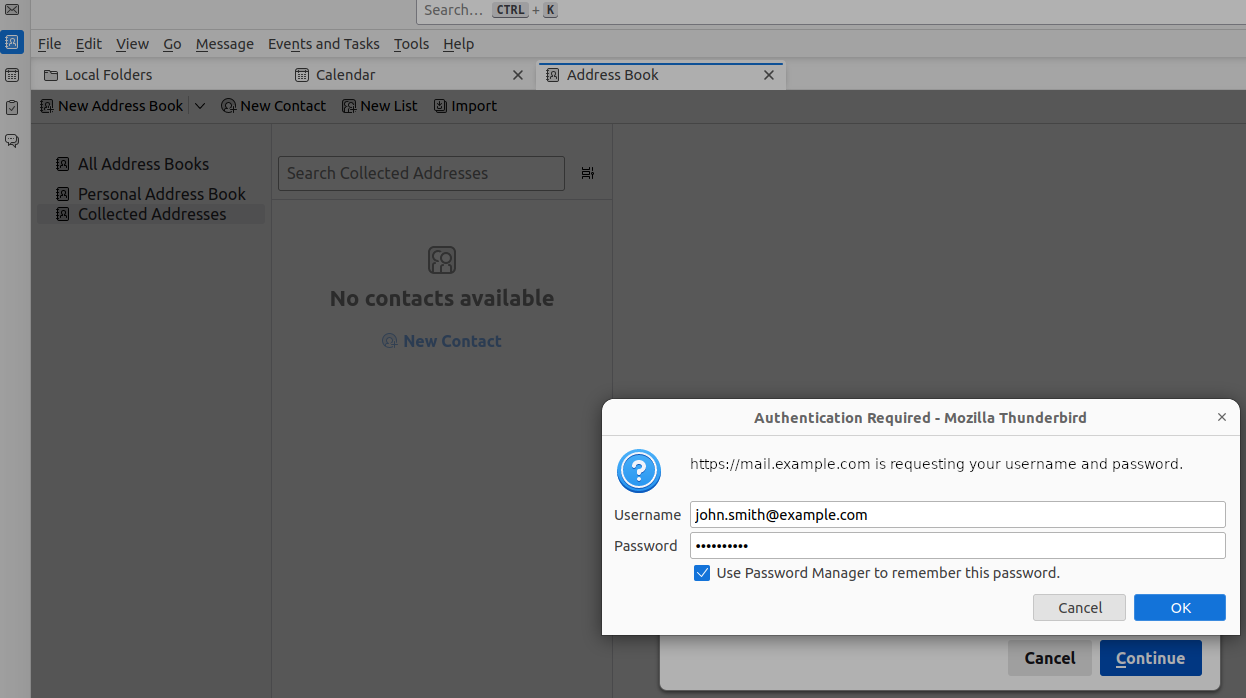 Search... CTRL + K
File Edit View Go Message Events and Tasks Tools Help
Local Folders Calendar Address Book
New Address Book New Contact New List Import
All Address Books
Personal Address Book
Collected Addresses
Search Collected Addresses
No contacts available
New Contact
Authentication Required - Mozilla Thunderbird
https://mail.example.com is requesting your username and password.
Username john.smith@example.com
Password ••••••••••
Use Password Manager to remember this password.
Cancel OK
Cancel Continue